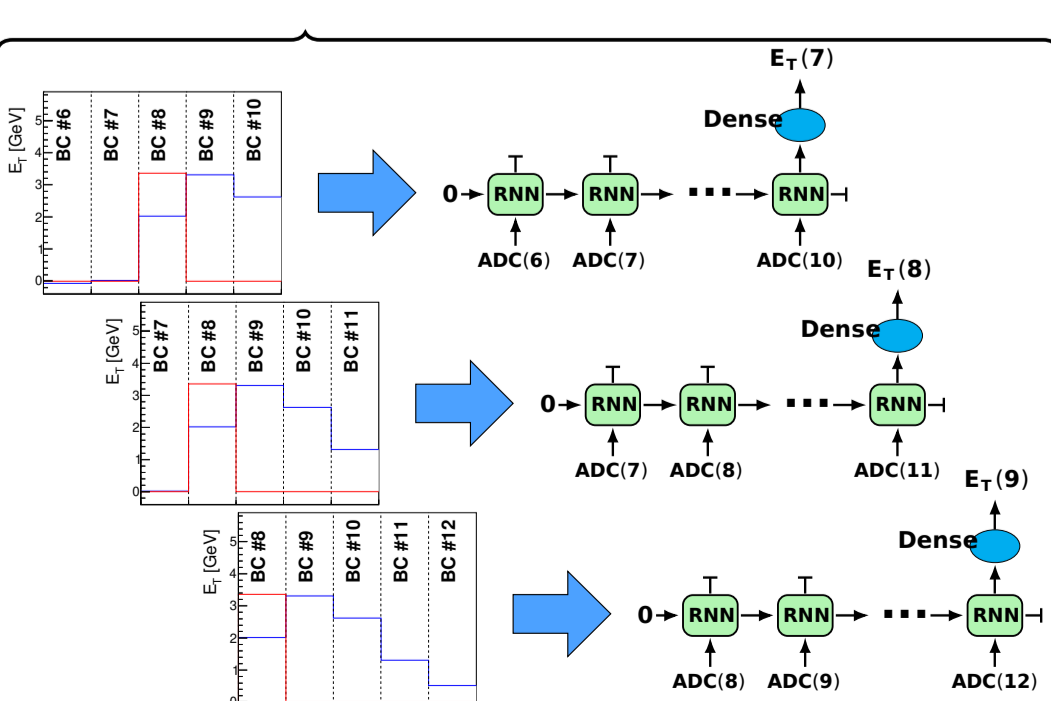 E_T(7)
Dense
E_T [GeV]
5
4
3
2
1
0
BC #6
BC #7
BC #8
BC #9
BC #10
0
RNN
RNN
...
RNN
ADC(6)
ADC(7)
ADC(10)
E_T(8)
Dense
E_T [GeV]
5
4
3
2
1
0
BC #7
BC #8
BC #9
BC #10
BC #11
0
RNN
RNN
...
RNN
ADC(7)
ADC(8)
ADC(11)
E_T(9)
Dense
E_T [GeV]
5
4
3
2
1
0
BC #8
BC #9
BC #10
BC #11
BC #12
0
RNN
RNN
...
RNN
ADC(8)
ADC(9)
ADC(12)